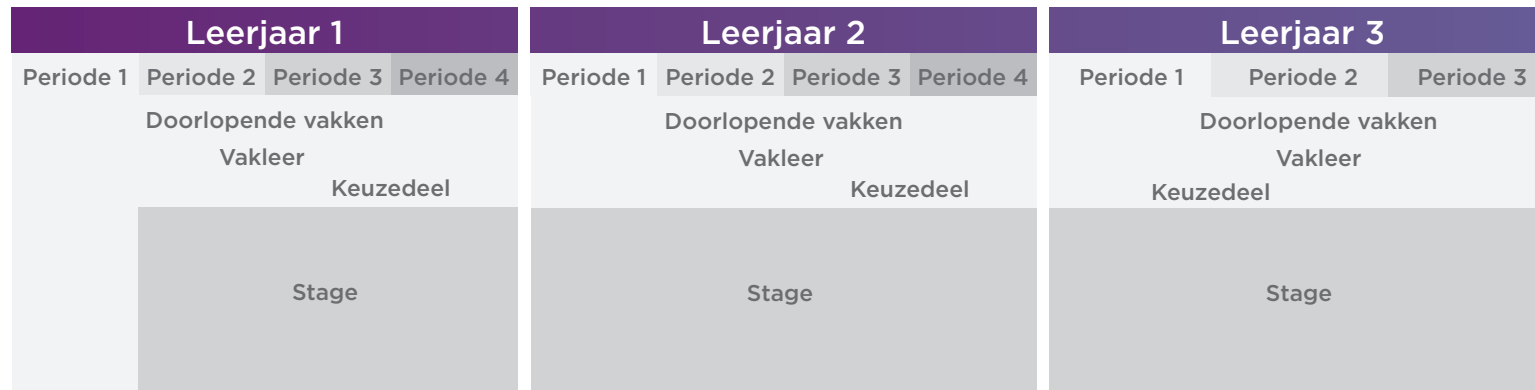 Leerjaar 1
Periode 1 Periode 2 Periode 3 Periode 4
Doorlopende vakken
Vakleer
Keuzedeel
Stage
Leerjaar 2
Periode 1 Periode 2 Periode 3 Periode 4
Doorlopende vakken
Vakleer
Keuzedeel
Stage
Leerjaar 3
Periode 1 Periode 2 Periode 3
Doorlopende vakken
Vakleer
Keuzedeel
Stage